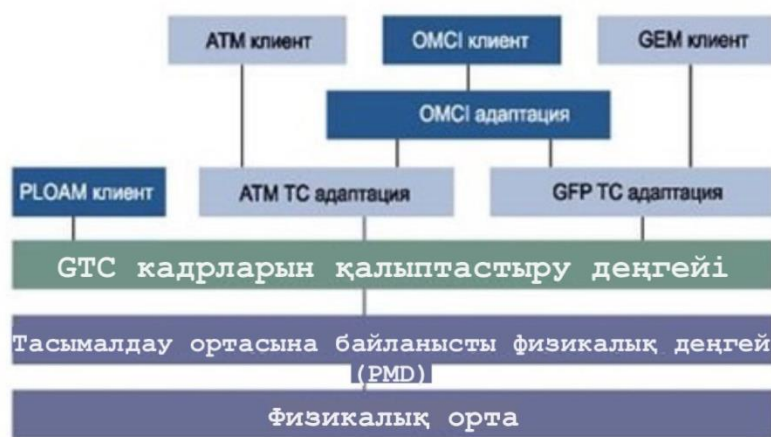 ATM клиент
OMCI клиент
GEM клиент
OMCI адаптация
PLOAM клиент
ATM TC адаптация
GFP TC адаптация
GTC кадрларын қалыптастыру деңгейі
Тасымалдау ортасына байланысты физикалық деңгей
(PMD)
Физикалық орта